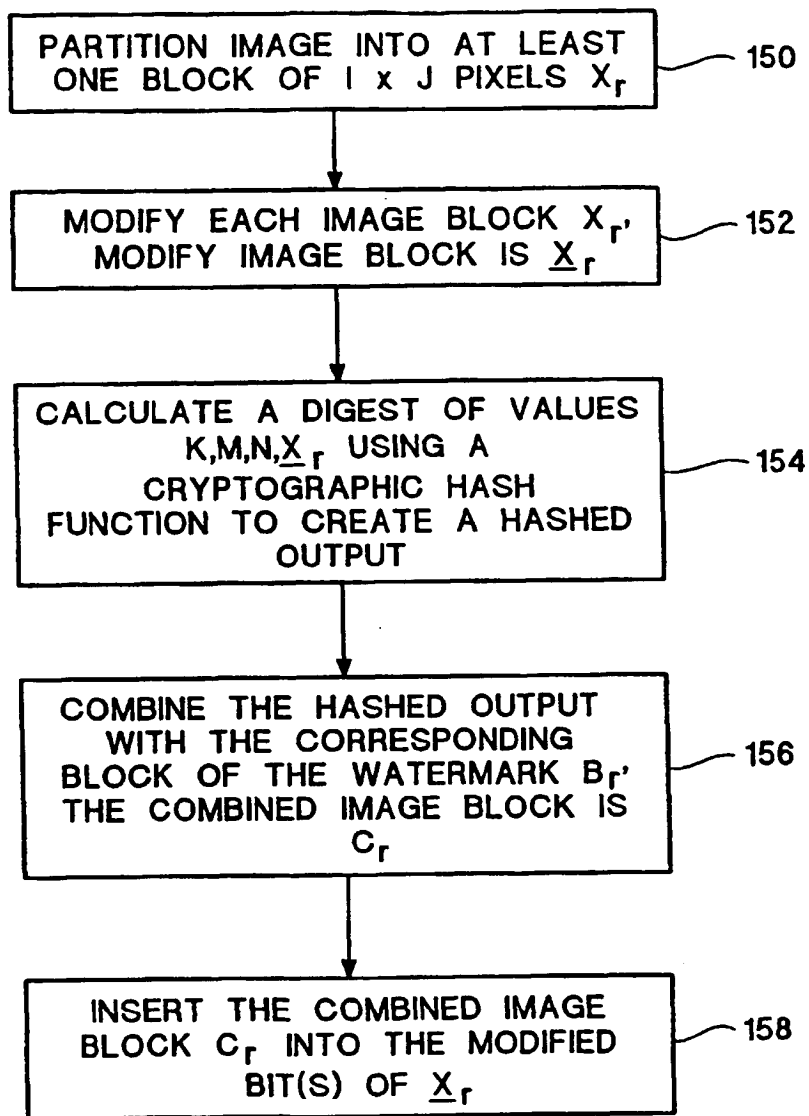 PARTITION IMAGE INTO AT LEAST
ONE BLOCK OF I x J PIXELS Xr
150
MODIFY EACH IMAGE BLOCK Xr,
MODIFY IMAGE BLOCK IS Xr
152
CALCULATE A DIGEST OF VALUES
K,M,N,Xr USING A
CRYPTOGRAPHIC HASH
FUNCTION TO CREATE A HASHED
OUTPUT
154
COMBINE THE HASHED OUTPUT
WITH THE CORRESPONDING
BLOCK OF THE WATERMARK Br,
THE COMBINED IMAGE BLOCK IS
Cr
156
INSERT THE COMBINED IMAGE
BLOCK Cr INTO THE MODIFIED
BIT(S) OF Xr
158